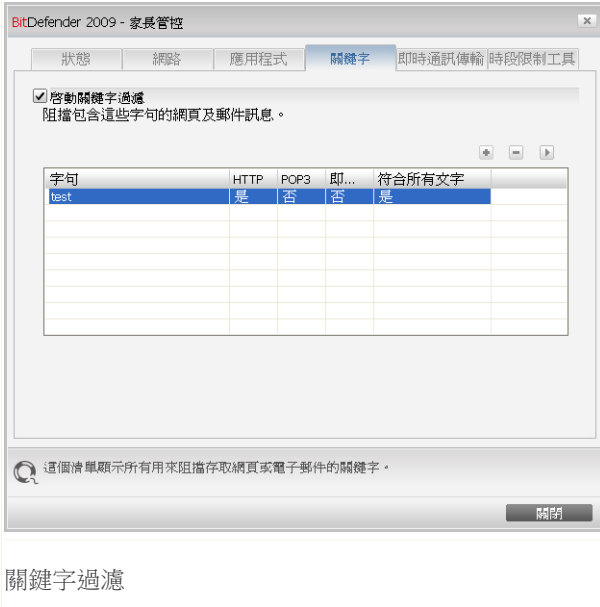 BitDefender 2009 - 家長管控
狀態 網路 應用程式 關鍵字 即時通訊傳輸 時段限制工具
啓動關鍵字過濾
阻擋包含這些字句的網頁及郵件訊息。
字句 HTTP POP3 即... 符合所有文字
test 是 否 否 是
這個清單顯示所有用來阻擋存取網頁或電子郵件的關鍵字。
關閉
關鍵字過濾